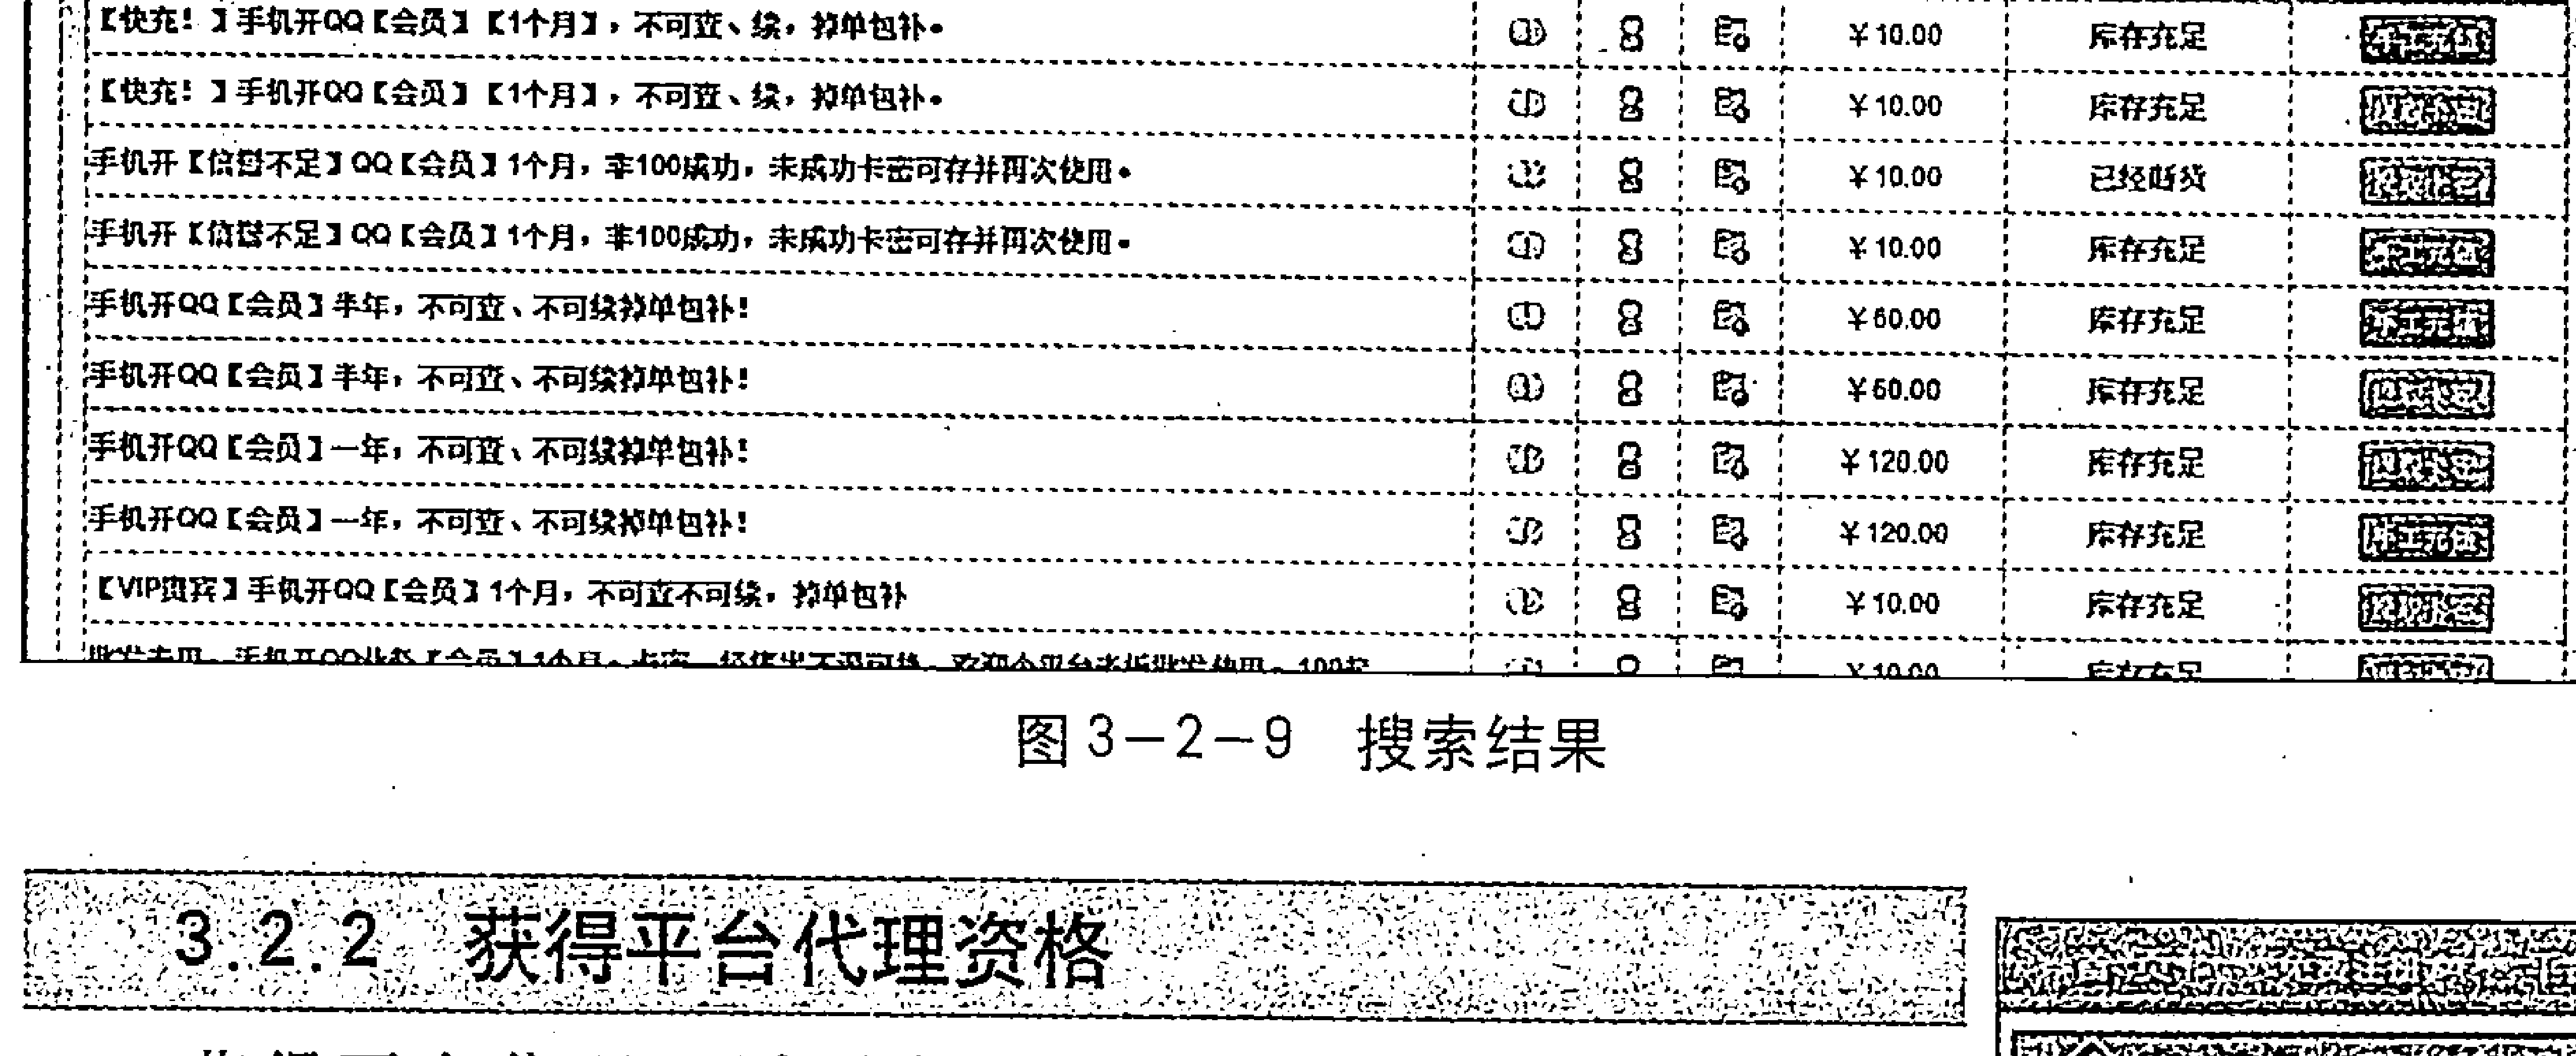 【快充！】手机开QQ【会员】【1个月】，不可查、续，掉单包补。 ￥10.00 库存充足
【快充！】手机开QQ【会员】【1个月】，不可查、续，掉单包补。 ￥10.00 库存充足
手机开【信誉不足】QQ【会员】1个月，非100成功，未成功卡密可存并再次使用。 ￥10.00 已经断货
手机开【信誉不足】QQ【会员】1个月，非100成功，未成功卡密可存并再次使用。 ￥10.00 库存充足
手机开QQ【会员】半年，不可查、不可续掉单包补！ ￥60.00 库存充足
手机开QQ【会员】半年，不可查、不可续掉单包补！ ￥60.00 库存充足
手机开QQ【会员】一年，不可查、不可续掉单包补！ ￥120.00 库存充足
手机开QQ【会员】一年，不可查、不可续掉单包补！ ￥120.00 库存充足
【VIP贵宾】手机开QQ【会员】1个月，不可查不可续，掉单包补 ￥10.00 库存充足
￥10.00 库存充足
图3－2－9 搜索结果
3.2.2 获得平台代理资格